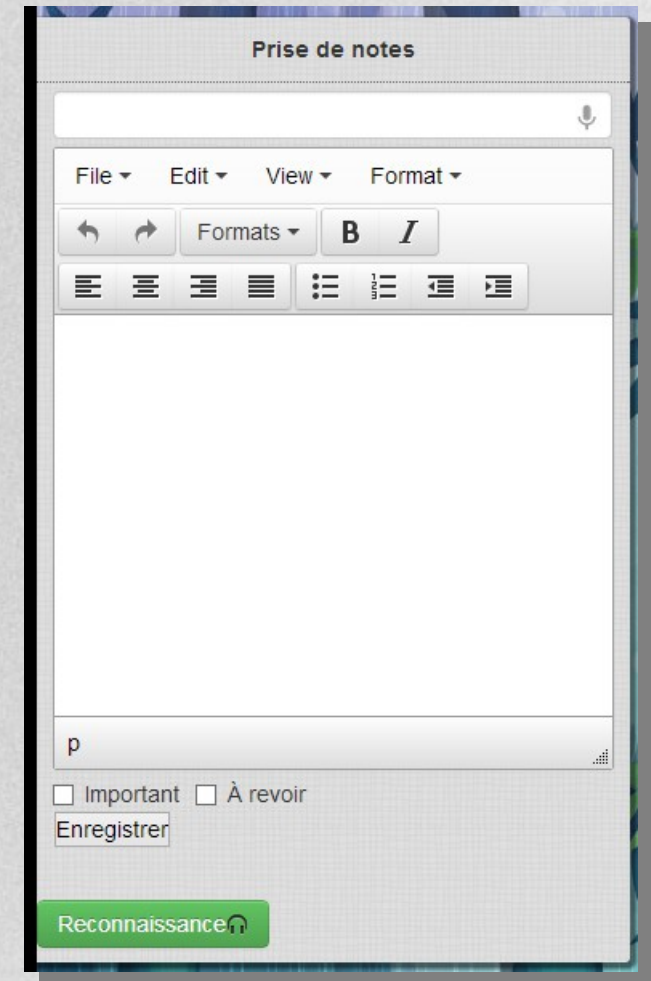 Prise de notes
File Edit View Format
Formats B I
p
Important À revoir
Enregistrer
Reconnaissance